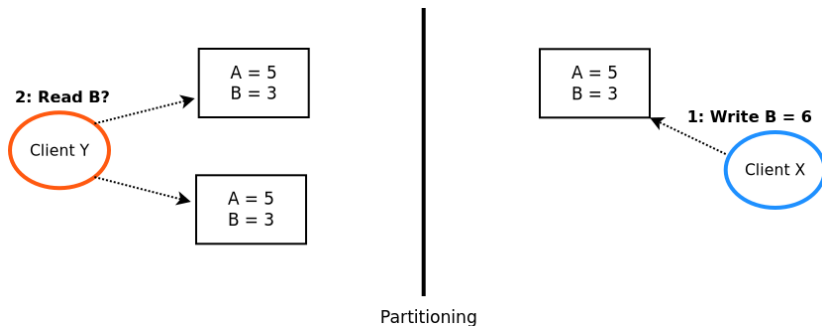 A = 5
B = 3
2: Read B?
Client Y
A = 5
B = 3
A = 5
B = 3
1: Write B = 6
Client X
Partitioning